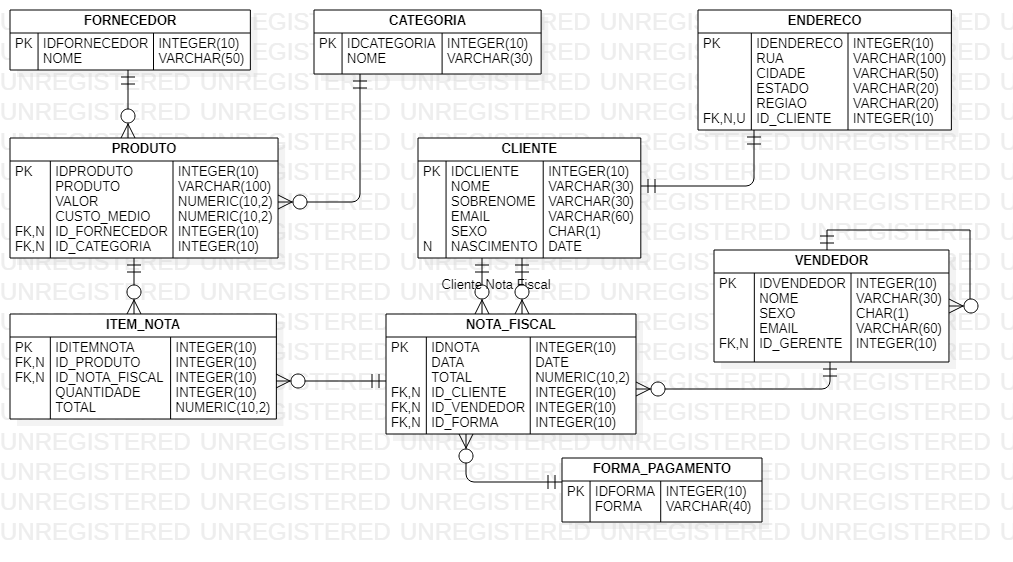 FORNECEDOR
PK IDFORNECEDOR INTEGER(10)
NOME VARCHAR(50)
CATEGORIA
PK IDCATEGORIA INTEGER(10)
NOME VARCHAR(30)
ENDERECO
PK IDENDERECO INTEGER(10)
RUA VARCHAR(100)
CIDADE VARCHAR(50)
ESTADO VARCHAR(20)
REGIAO VARCHAR(20)
FK,N,U ID_CLIENTE INTEGER(10)
PRODUTO
PK IDPRODUTO INTEGER(10)
PRODUTO VARCHAR(100)
VALOR NUMERIC(10,2)
CUSTO_MEDIO NUMERIC(10,2)
FK,N ID_FORNECEDOR INTEGER(10)
FK,N ID_CATEGORIA INTEGER(10)
CLIENTE
PK IDCLIENTE INTEGER(10)
NOME VARCHAR(30)
SOBRENOME VARCHAR(30)
EMAIL VARCHAR(60)
SEXO CHAR(1)
N NASCIMENTO DATE
Cliente Nota Fiscal
VENDEDOR
PK IDVENDEDOR INTEGER(10)
NOME VARCHAR(30)
SEXO CHAR(1)
EMAIL VARCHAR(60)
FK,N ID_GERENTE INTEGER(10)
ITEM_NOTA
PK IDITEMNOTA INTEGER(10)
FK,N ID_PRODUTO INTEGER(10)
FK,N ID_NOTA_FISCAL INTEGER(10)
QUANTIDADE INTEGER(10)
TOTAL NUMERIC(10,2)
NOTA_FISCAL
PK IDNOTA INTEGER(10)
DATA DATE
TOTAL NUMERIC(10,2)
FK,N ID_CLIENTE INTEGER(10)
FK,N ID_VENDEDOR INTEGER(10)
FK,N ID_FORMA INTEGER(10)
FORMA_PAGAMENTO
PK IDFORMA INTEGER(10)
FORMA VARCHAR(40)
UNREGISTERED UNREGISTERED UNREGISTERED UNREGISTERED UNREGISTERED